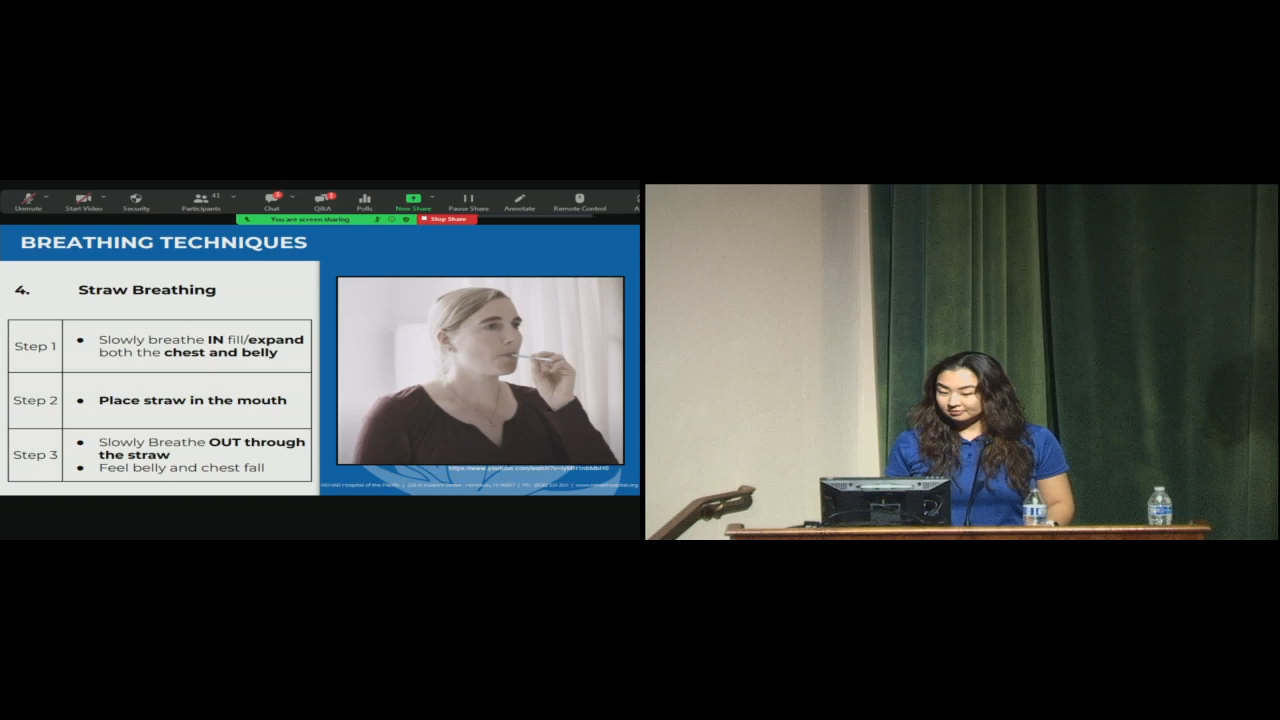 Unmute
Start Video
Security
41
Participants
Chat
Q&A
Polls
New Share
Pause Share
Annotate
Remote Control
You are screen sharing
Stop Share
BREATHING TECHNIQUES
4. Straw Breathing
Step 1
● Slowly breathe IN fill/expand
both the chest and belly
Step 2
● Place straw in the mouth
Step 3
● Slowly Breathe OUT through
the straw
● Feel belly and chest fall